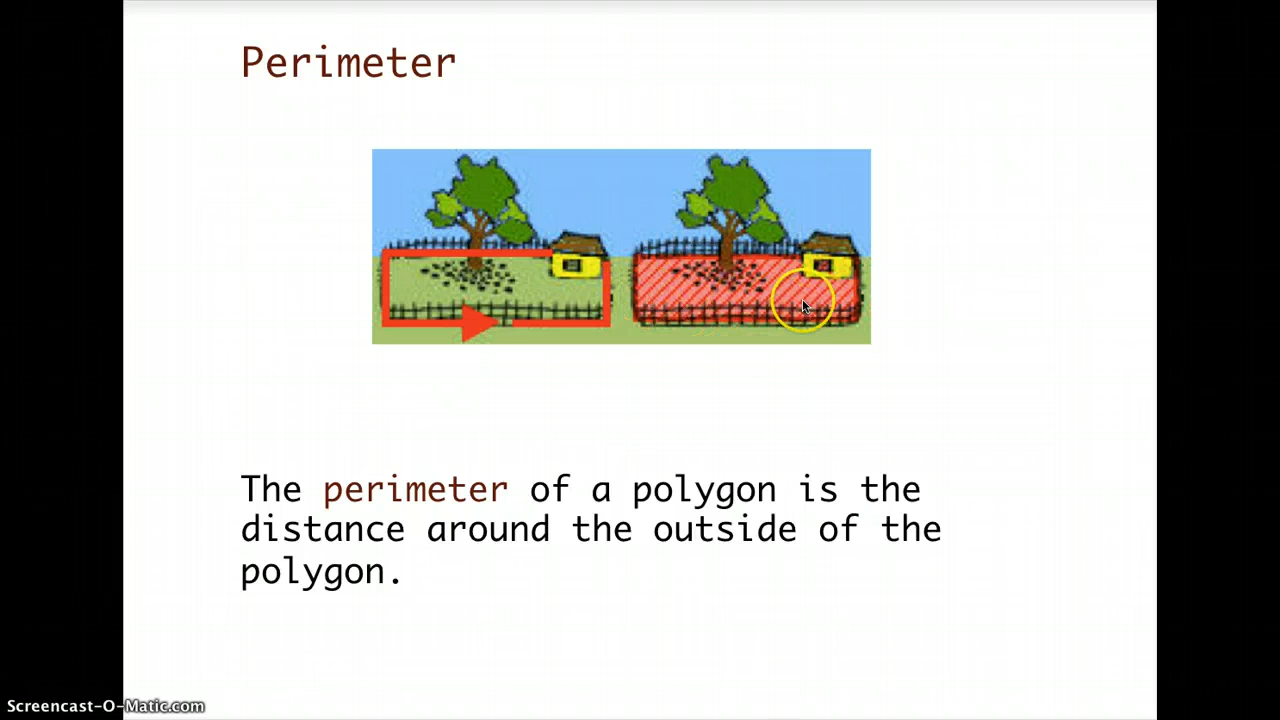 Perimeter
The perimeter of a polygon is the
distance around the outside of the
polygon.
Screencast-O-Matic.com